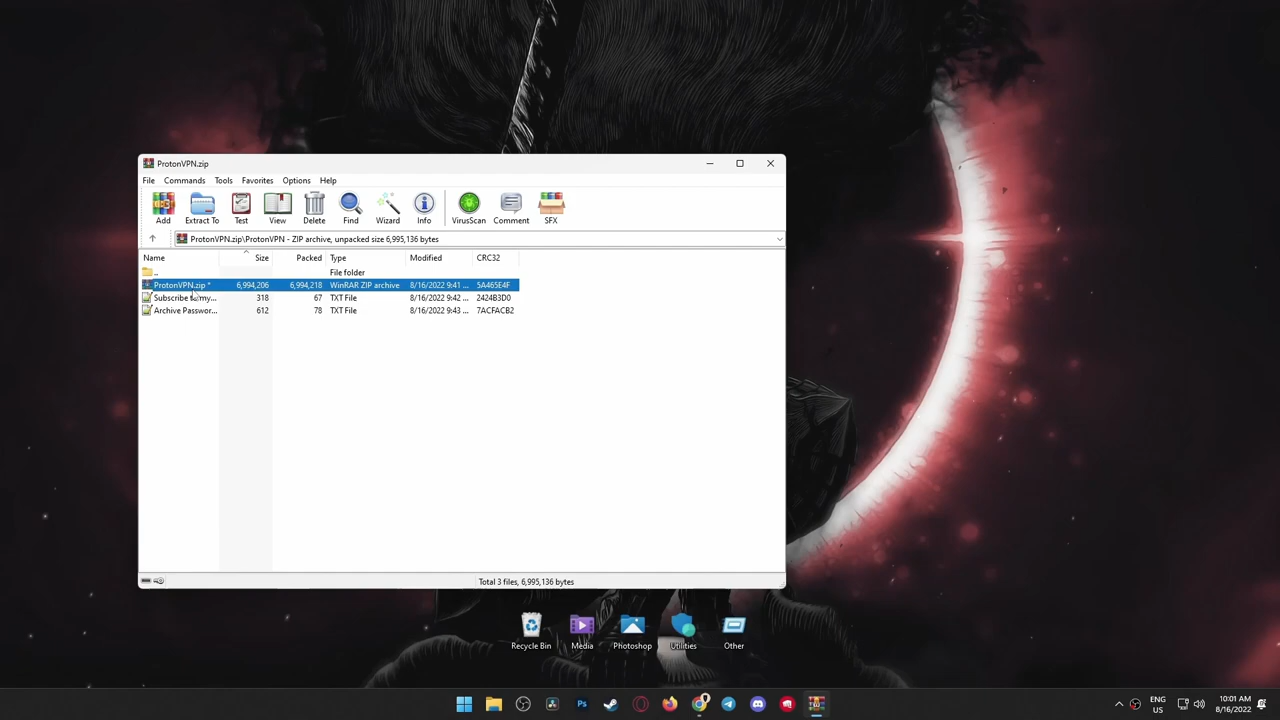 ProtonVPN.zip
File Commands Tools Favorites Options Help
Add Extract To Test View Delete Find Wizard Info VirusScan Comment SFX
ProtonVPN.zip\ProtonVPN - ZIP archive, unpacked size 6,995,136 bytes
Name Size Packed Type Modified CRC32
.. File folder
ProtonVPN.zip * 6,994,206 6,994,218 WinRAR ZIP archive 8/16/2022 9:41 ... 5A465E4F
Subscribe to my... 318 67 TXT File 8/16/2022 9:42 ... 2424B3D0
Archive Passwor... 612 78 TXT File 8/16/2022 9:43 ... 7ACFACB2
Total 3 files, 6,995,136 bytes
Recycle Bin Media Photoshop Utilities Other
ENG 10:01 AM
US 8/16/2022